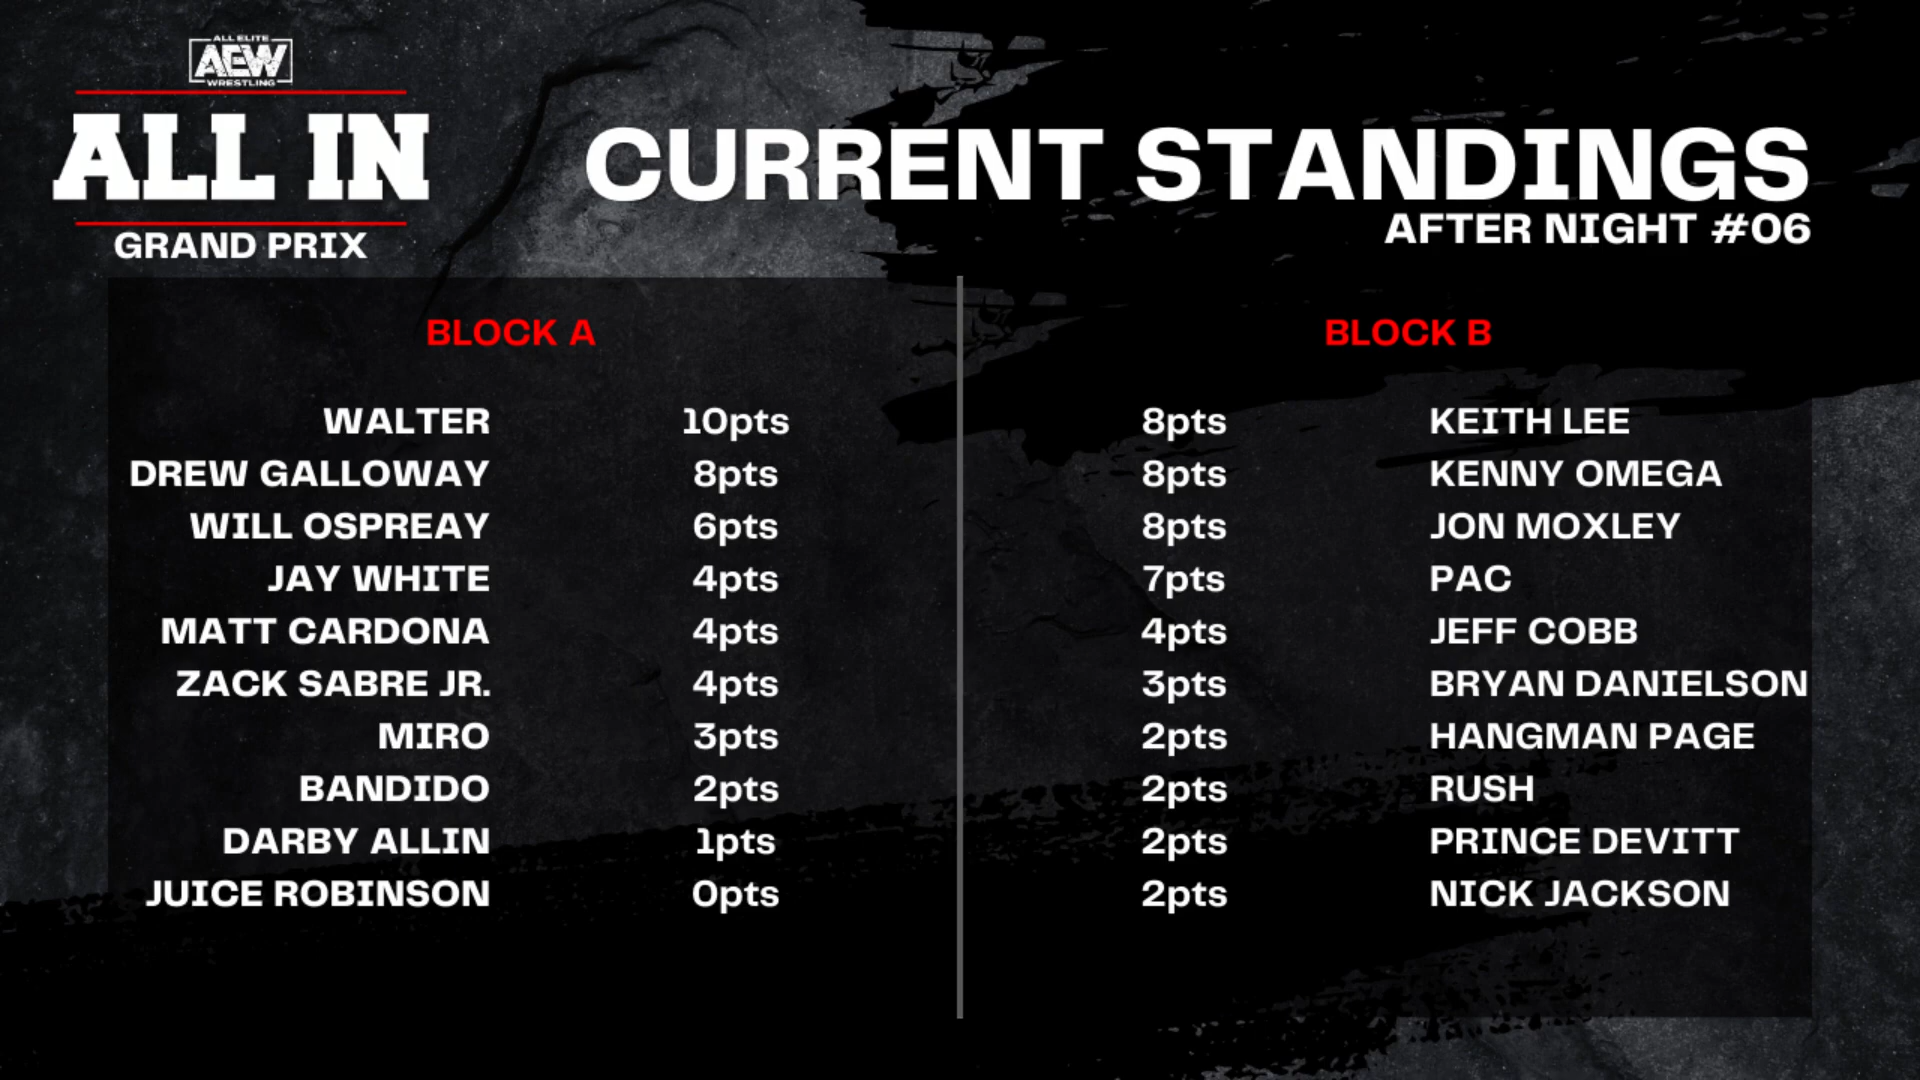 ALL ELITE
AEW
WRESTLING
ALL IN
GRAND PRIX
CURRENT STANDINGS
AFTER NIGHT #06
BLOCK A
WALTER 10pts
DREW GALLOWAY 8pts
WILL OSPREAY 6pts
JAY WHITE 4pts
MATT CARDONA 4pts
ZACK SABRE JR. 4pts
MIRO 3pts
BANDIDO 2pts
DARBY ALLIN 1pts
JUICE ROBINSON 0pts
BLOCK B
8pts KEITH LEE
8pts KENNY OMEGA
8pts JON MOXLEY
7pts PAC
4pts JEFF COBB
3pts BRYAN DANIELSON
2pts HANGMAN PAGE
2pts RUSH
2pts PRINCE DEVITT
2pts NICK JACKSON